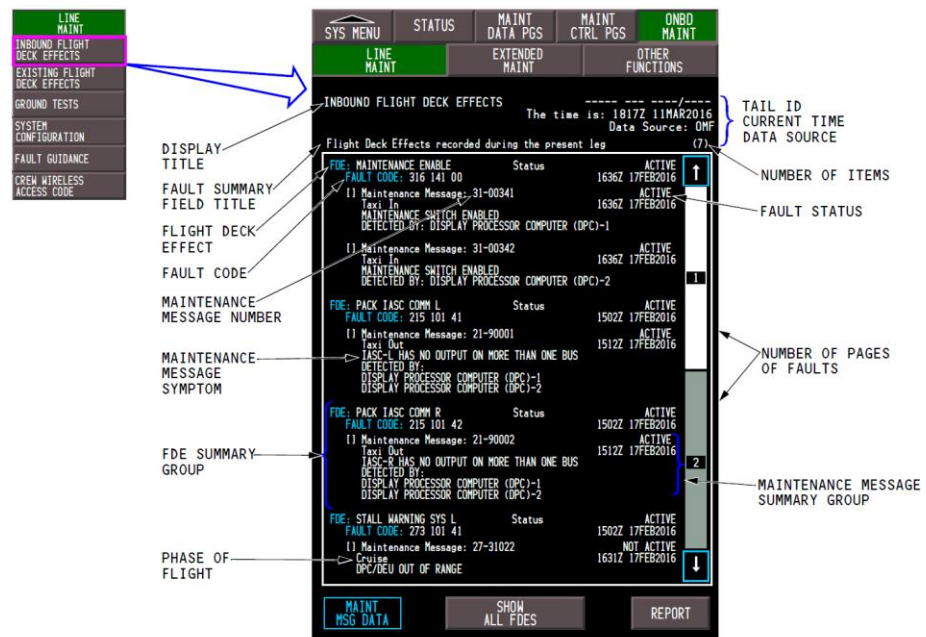 LINE
MAINT
INBOUND FLIGHT
DECK EFFECTS
EXISTING FLIGHT
DECK EFFECTS
GROUND TESTS
SYSTEM
CONFIGURATION
FAULT GUIDANCE
CREW WIRELESS
ACCESS CODE
DISPLAY
TITLE
FAULT SUMMARY
FIELD TITLE
FLIGHT DECK
EFFECT
FAULT CODE
MAINTENANCE
MESSAGE NUMBER
MAINTENANCE
MESSAGE
SYMPTOM
FDE SUMMARY
GROUP
PHASE OF
FLIGHT
SYS MENU
STATUS
MAINT
DATA PGS
MAINT
CTRL PGS
ONBD
MAINT
LINE
MAINT
EXTENDED
MAINT
OTHER
FUNCTIONS
INBOUND FLIGHT DECK EFFECTS ----- --- ----/----
The time is: 1817Z 11MAR2016
Data Source: OMF
Flight Deck Effects recorded during the present leg (7)
FDE: MAINTENANCE ENABLE Status ACTIVE
FAULT CODE: 316 141 00 1636Z 17FEB2016
[] Maintenance Message: 31-00341 ACTIVE
Taxi In 1636Z 17FEB2016
MAINTENANCE SWITCH ENABLED
DETECTED BY: DISPLAY PROCESSOR COMPUTER (DPC)-1
[] Maintenance Message: 31-00342 ACTIVE
Taxi In 1636Z 17FEB2016
MAINTENANCE SWITCH ENABLED
DETECTED BY: DISPLAY PROCESSOR COMPUTER (DPC)-2
FDE: PACK IASC COMM L Status ACTIVE
FAULT CODE: 215 101 41 1502Z 17FEB2016
[] Maintenance Message: 21-90001 ACTIVE
Taxi Out 1512Z 17FEB2016
IASC-L HAS NO OUTPUT ON MORE THAN ONE BUS
DETECTED BY:
DISPLAY PROCESSOR COMPUTER (DPC)-1
DISPLAY PROCESSOR COMPUTER (DPC)-2
FDE: PACK IASC COMM R Status ACTIVE
FAULT CODE: 215 101 42 1502Z 17FEB2016
[] Maintenance Message: 21-90002 ACTIVE
Taxi Out 1512Z 17FEB2016
IASC-R HAS NO OUTPUT ON MORE THAN ONE BUS
DETECTED BY:
DISPLAY PROCESSOR COMPUTER (DPC)-1
DISPLAY PROCESSOR COMPUTER (DPC)-2
FDE: STALL WARNING SYS L Status ACTIVE
FAULT CODE: 273 101 41 1502Z 17FEB2016
[] Maintenance Message: 27-31022 NOT ACTIVE
Cruise 1631Z 17FEB2016
DPC/DEU OUT OF RANGE
1
2
MAINT
MSG DATA
SHOW
ALL FDES
REPORT
TAIL ID
CURRENT TIME
DATA SOURCE
NUMBER OF ITEMS
FAULT STATUS
NUMBER OF PAGES
OF FAULTS
MAINTENANCE MESSAGE
SUMMARY GROUP